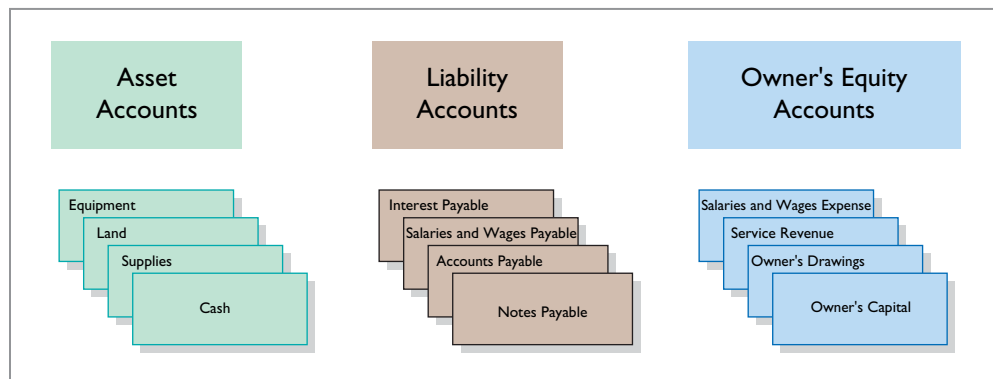 Asset
Accounts
Liability
Accounts
Owner's Equity
Accounts
Equipment
Land
Supplies
Cash
Interest Payable
Salaries and Wages Payable
Accounts Payable
Notes Payable
Salaries and Wages Expense
Service Revenue
Owner's Drawings
Owner's Capital